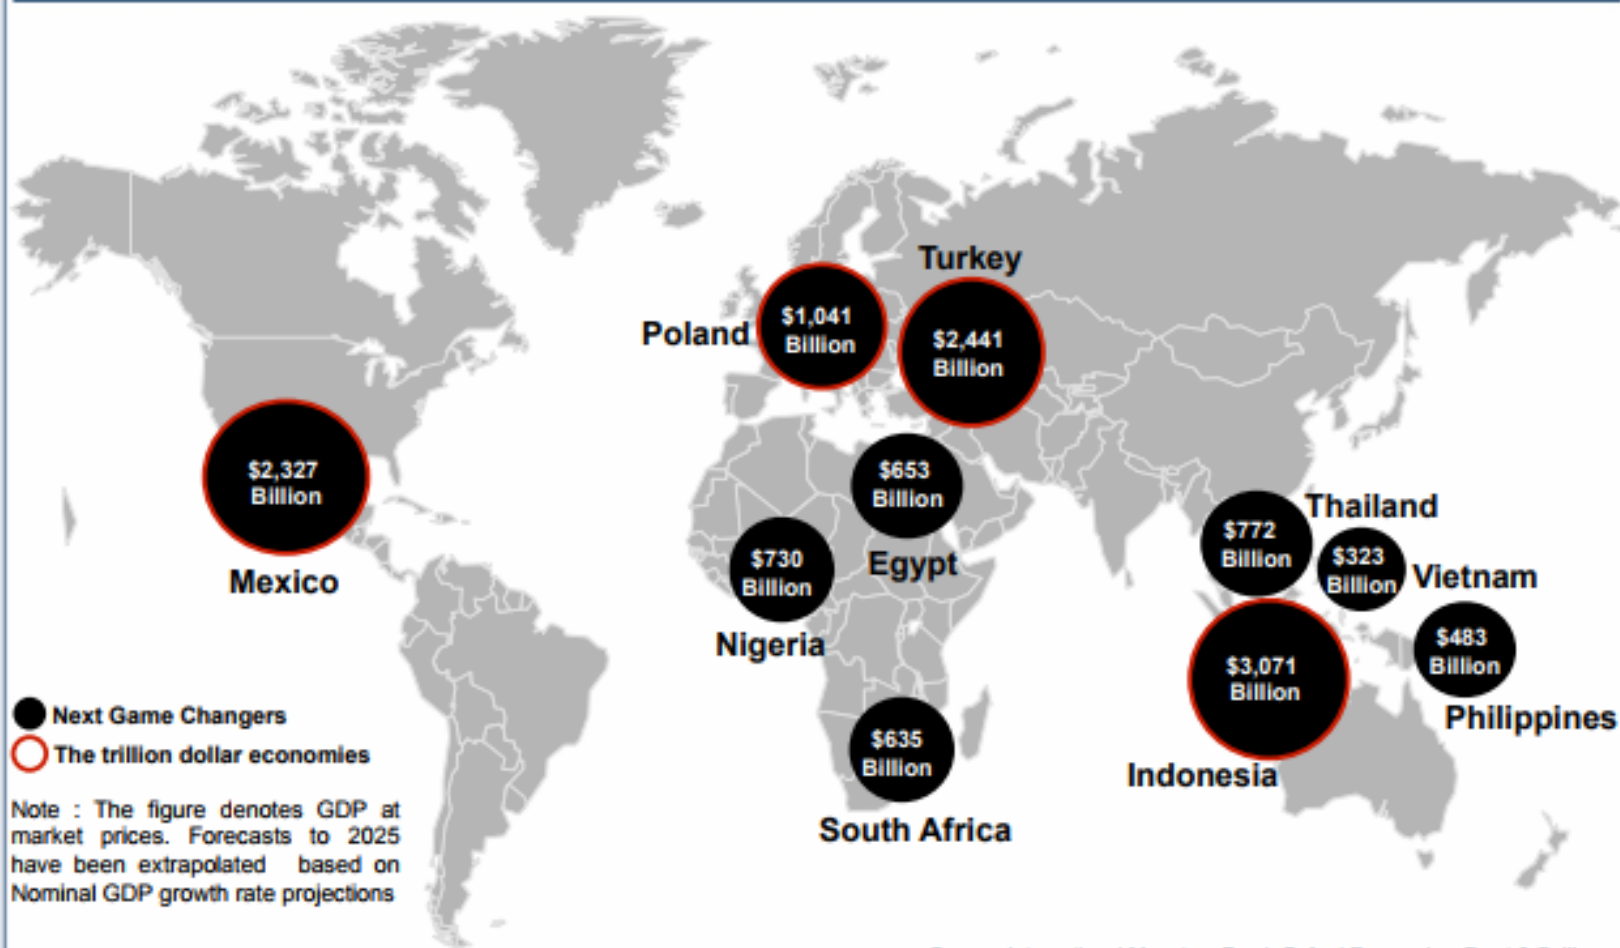 Turkey
$1,041
Billion
Poland
$2,441
Billion
$2,327
Billion
Mexico
$653
Billion
Egypt
$730
Billion
Nigeria
Thailand
$772
Billion
$323
Billion
Vietnam
$483
Billion
Philippines
$3,071
Billion
Indonesia
$635
Billion
South Africa
Next Game Changers
The trillion dollar economies
Note : The figure denotes GDP at
market prices. Forecasts to 2025
have been extrapolated based on
Nominal GDP growth rate projections